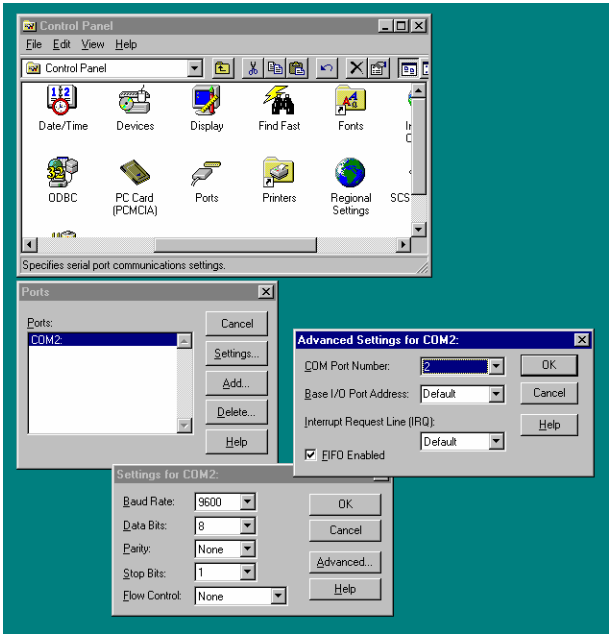 Control Panel
File Edit View Help
Control Panel
Date/Time Devices Display Find Fast Fonts
ODBC PC Card (PCMCIA) Ports Printers Regional Settings SCS
Specifies serial port communications settings.
Ports
Ports:
COM2:
Cancel
Settings...
Add...
Delete...
Help
Advanced Settings for COM2:
COM Port Number: 2 OK
Base I/O Port Address: Default Cancel
Interrupt Request Line (IRQ): Help
Default
FIFO Enabled
Settings for COM2:
Baud Rate: 9600 OK
Data Bits: 8 Cancel
Parity: None
Advanced...
Stop Bits: 1
Help
Flow Control: None